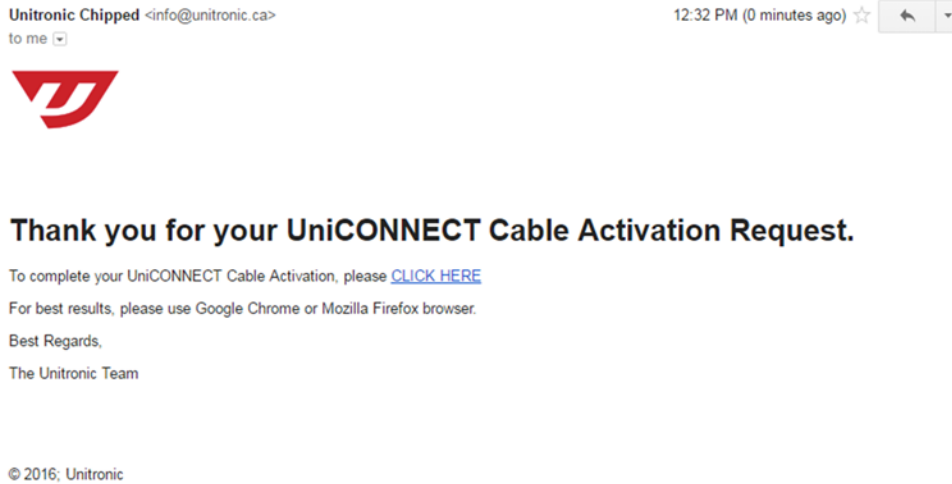 Unitronic Chipped <info@unitronic.ca> 12:32 PM (0 minutes ago)
to me
Thank you for your UniCONNECT Cable Activation Request.
To complete your UniCONNECT Cable Activation, please CLICK HERE
For best results, please use Google Chrome or Mozilla Firefox browser.
Best Regards,
The Unitronic Team
© 2016; Unitronic